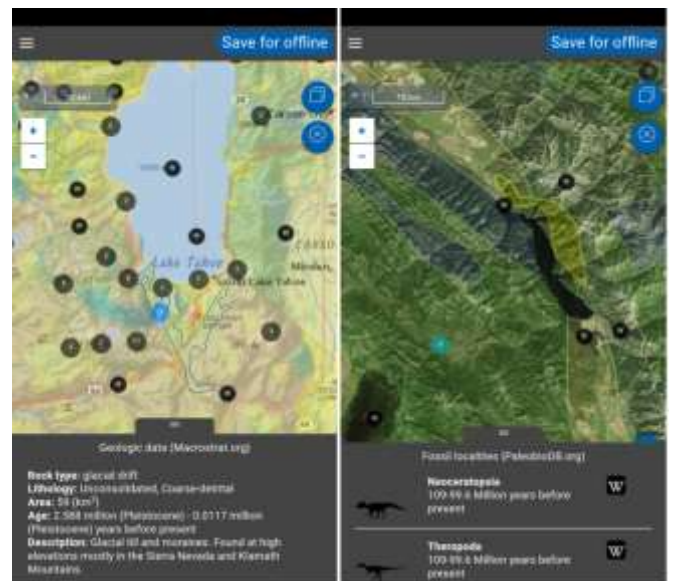 Save for offline
Lake Tahoe
South Lake Tahoe
Geologic data (Macrostrat.org)
Rock type: glacial drift
Lithology: Unconsolidated, Coarse-detrital
Area: 59 (km²)
Age: 2.588 million (Pleistocene) - 0.0117 million
(Pleistocene) years before present
Description: Glacial till and moraines. Found at high
elevations mostly in the Sierra Nevada and Klamath
Mountains.
Save for offline
Fossil localities (PaleobioDB.org)
Neoceratopsia
109-99.6 Million years before
present
W
Theropoda
109-99.6 Million years before
present
W